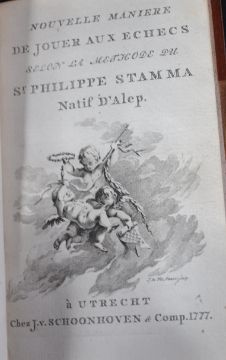 NOUVELLE MANIERE
DE JOUER AUX ECHECS
SELON LA METHODE DU
Sr PHILIPPE STAMMA
Natif D'Alep.
à UTRECHT
Chez J.v. SCHOONHOVEN & Comp. 1777.